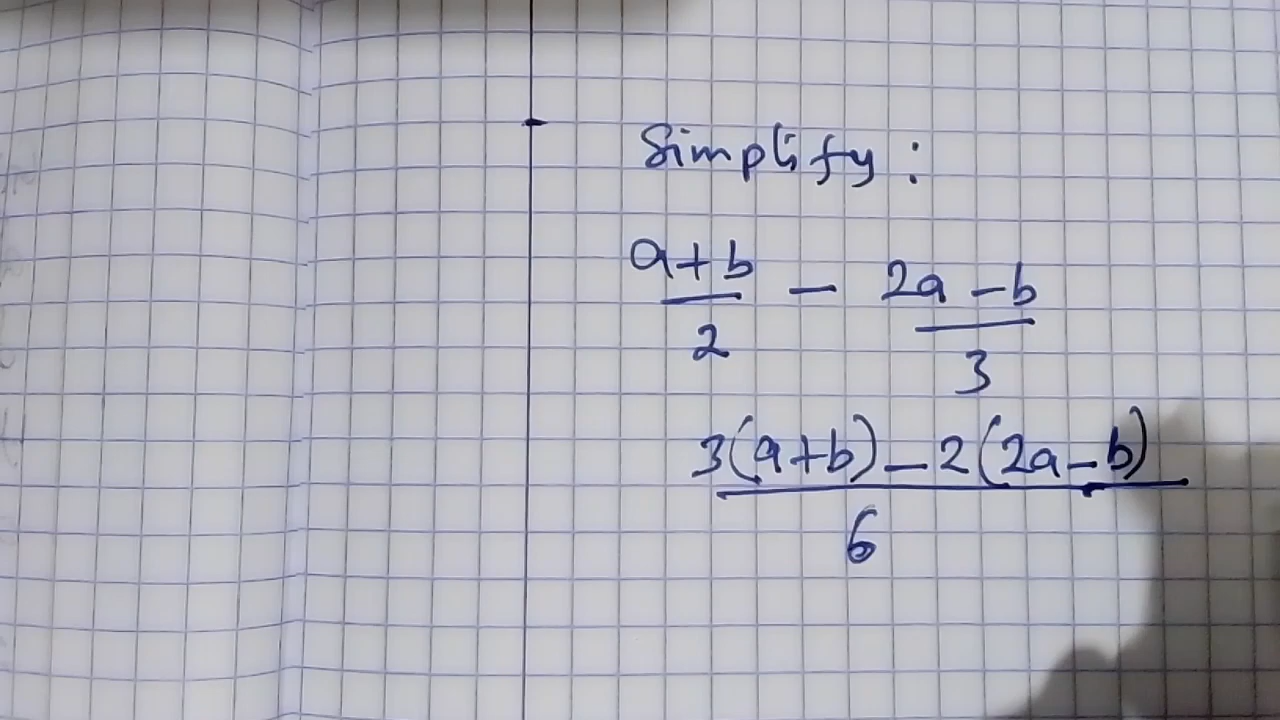 Simplify:
a+b/2 - 2a-b/3
3(a+b)-2(2a-b)/6